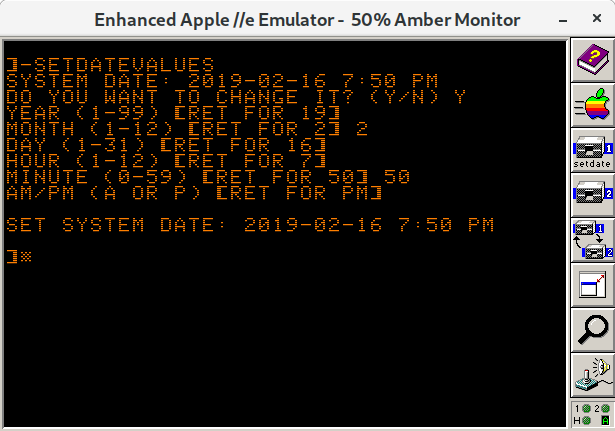 Enhanced Apple //e Emulator - 50% Amber Monitor
]-SETDATEVALUES
SYSTEM DATE: 2019-02-16 7:50 PM
DO YOU WANT TO CHANGE IT? (Y/N) Y
YEAR (1-99) [RET FOR 19]
MONTH (1-12) [RET FOR 2] 2
DAY (1-31) [RET FOR 16]
HOUR (1-12) [RET FOR 7]
MINUTE (0-59) [RET FOR 50] 50
AM/PM (A OR P) [RET FOR PM]
SET SYSTEM DATE: 2019-02-16 7:50 PM
]
?
1
setdate
2
1
2
1 2
H A